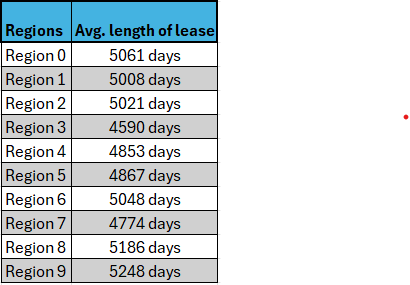 Regions Avg. length of lease
Region 0 5061 days
Region 1 5008 days
Region 2 5021 days
Region 3 4590 days
Region 4 4853 days
Region 5 4867 days
Region 6 5048 days
Region 7 4774 days
Region 8 5186 days
Region 9 5248 days